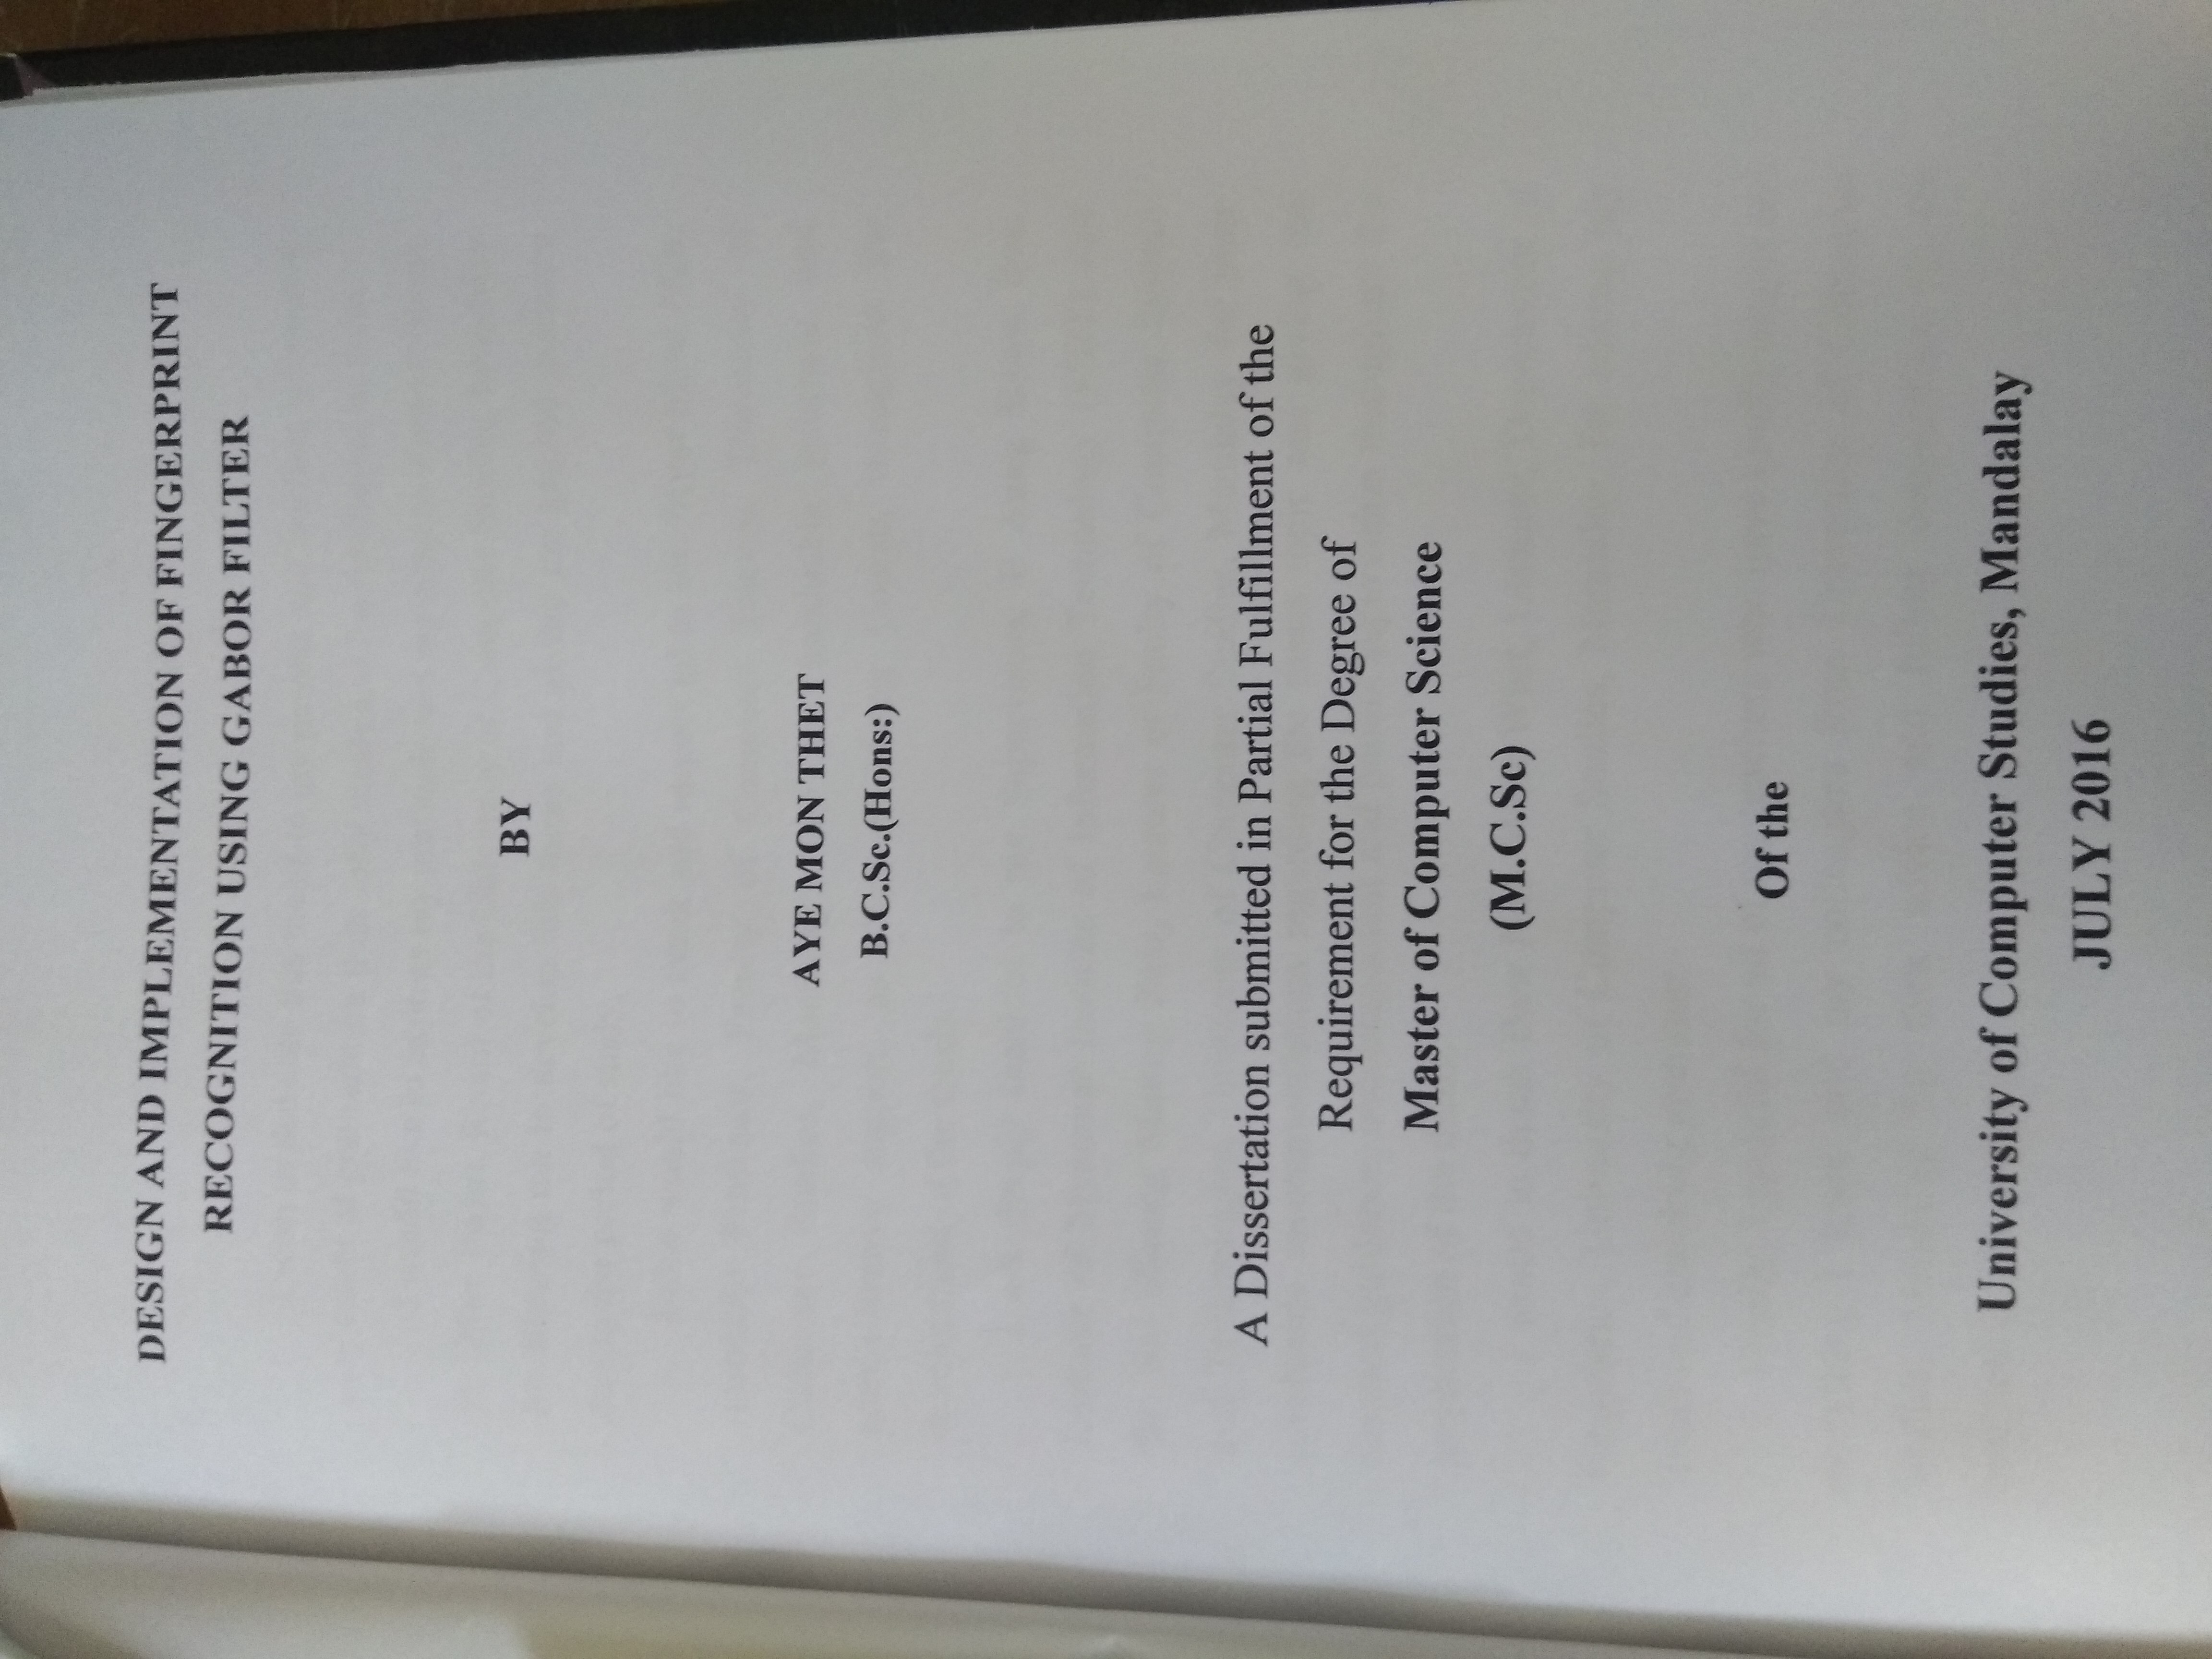 DESIGN AND IMPLEMENTATION OF FINGERPRINT
RECOGNITION USING GABOR FILTER
BY
AYE MON THET
B.C.Sc.(Hons:)
A Dissertation submitted in Partial Fulfillment of the
Requirement for the Degree of
Master of Computer Science
(M.C.Sc)
Of the
University of Computer Studies, Mandalay
JULY 2016